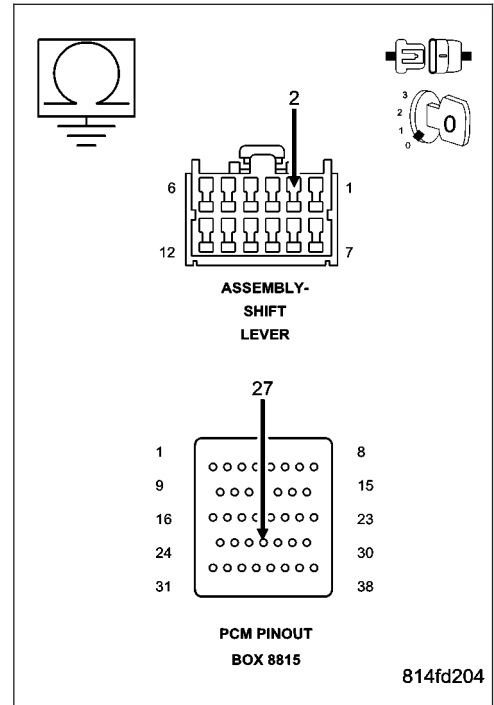 2
3
2
1
0
0
6 1
12 7
ASSEMBLY-
SHIFT
LEVER
27
1 8
9 15
16 23
24 30
31 38
PCM PINOUT
BOX 8815
814fd204